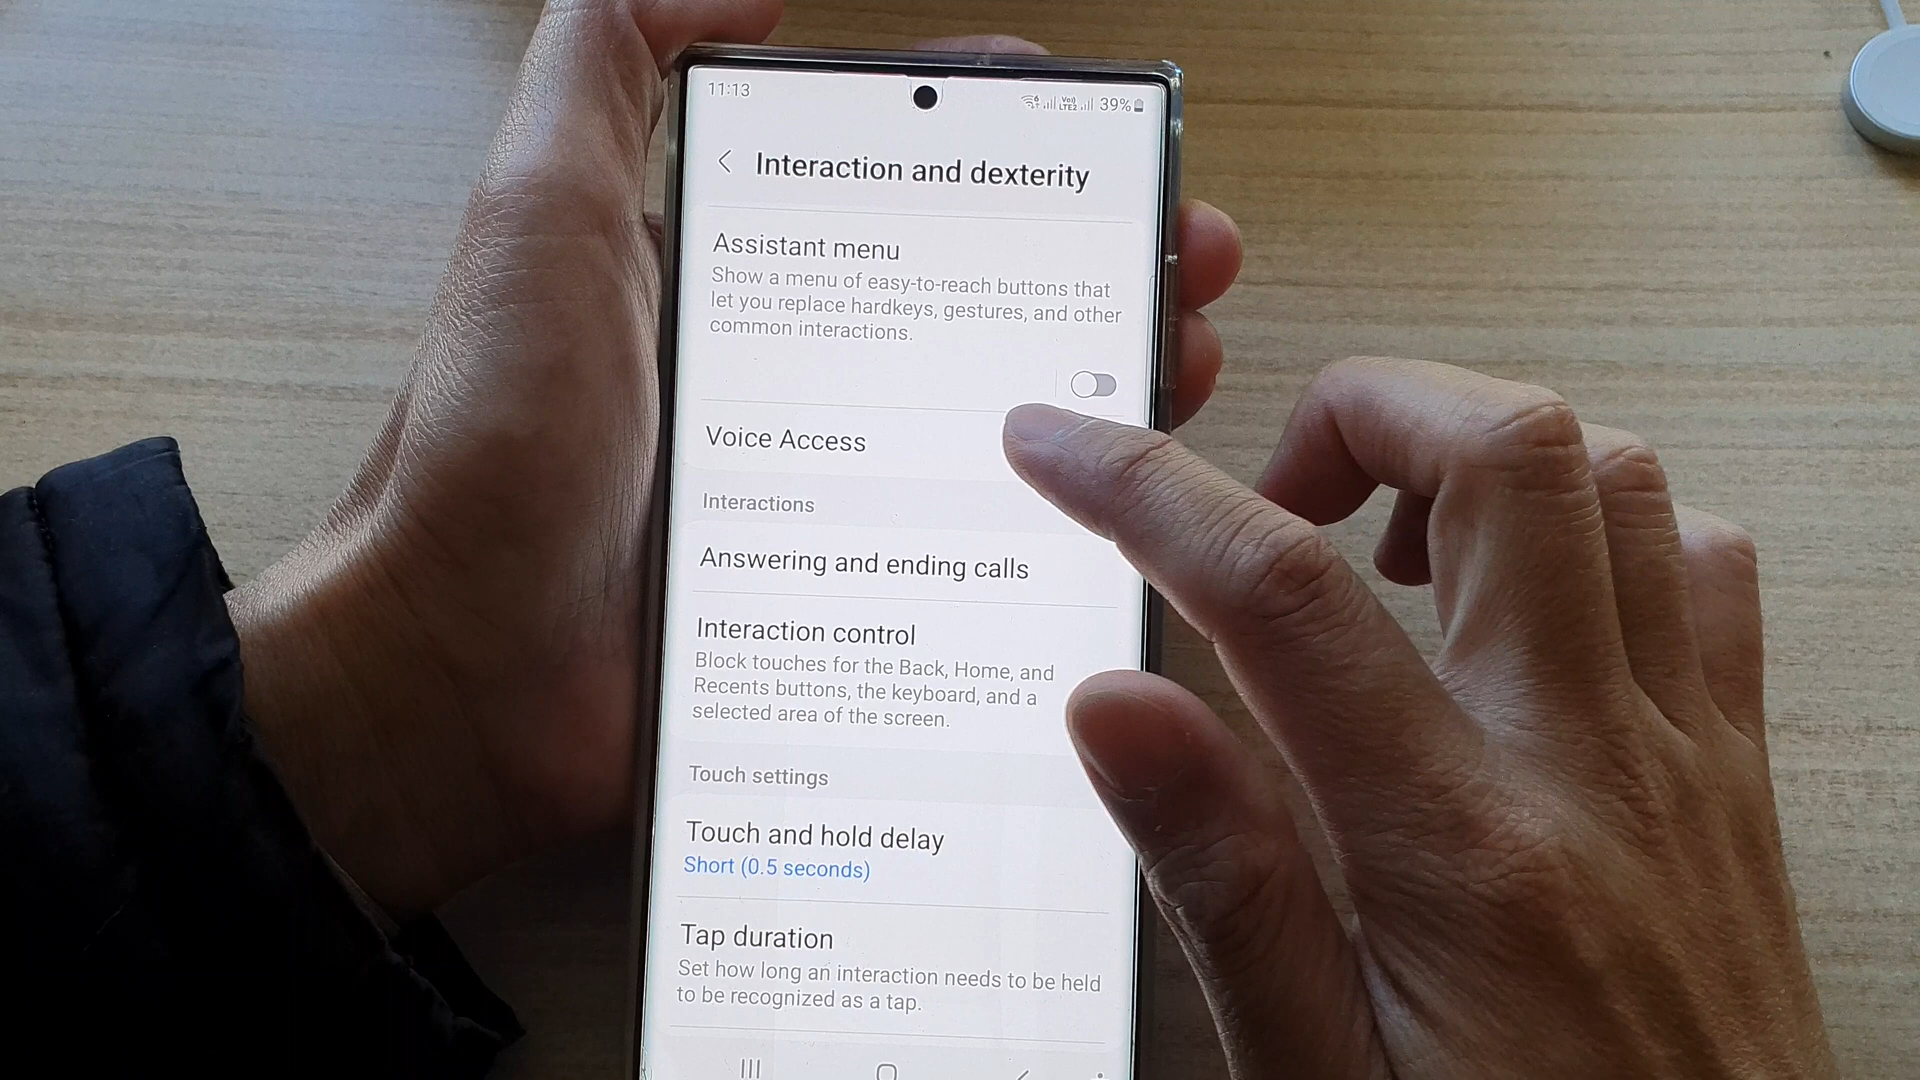 11:13
Vo) LTE2 39%
Interaction and dexterity
Assistant menu
Show a menu of easy-to-reach buttons that
let you replace hardkeys, gestures, and other
common interactions.
Voice Access
Interactions
Answering and ending calls
Interaction control
Block touches for the Back, Home, and
Recents buttons, the keyboard, and a
selected area of the screen.
Touch settings
Touch and hold delay
Short (0.5 seconds)
Tap duration
Set how long an interaction needs to be held
to be recognized as a tap.